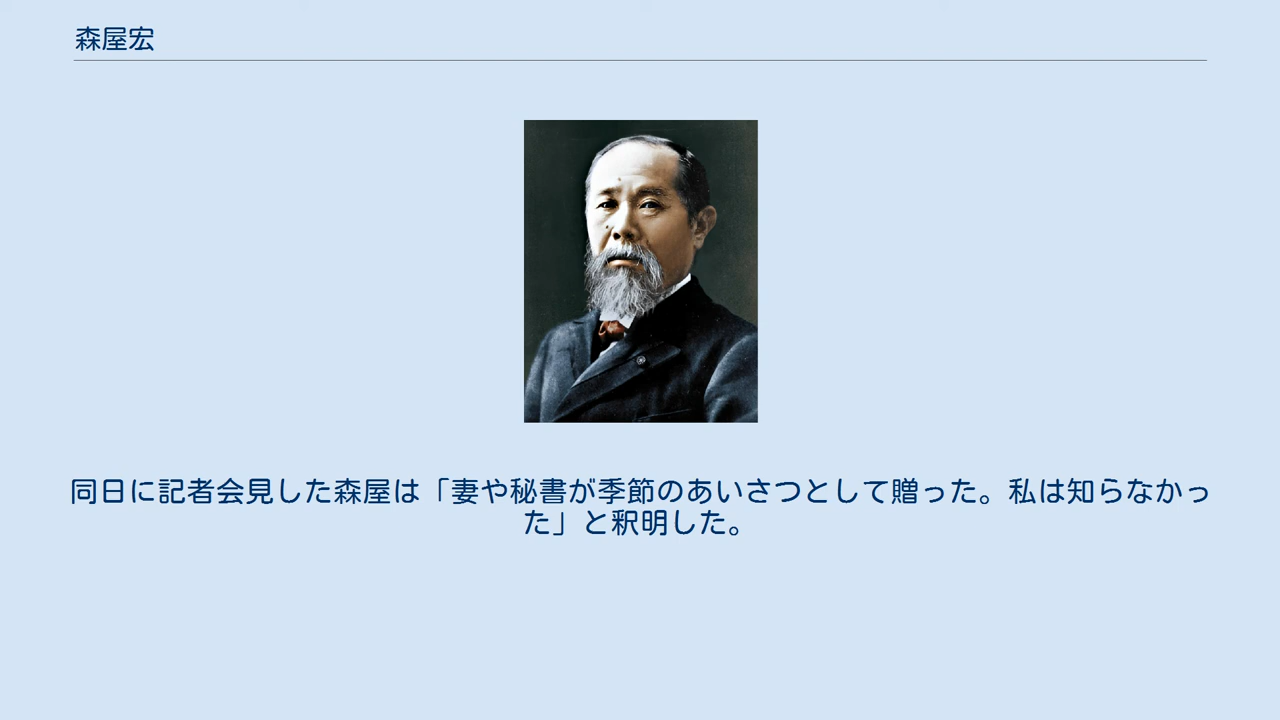 森屋宏
同日に記者会見した森屋は「妻や秘書が季節のあいさつとして贈った。私は知らなかっ
た」と釈明した。